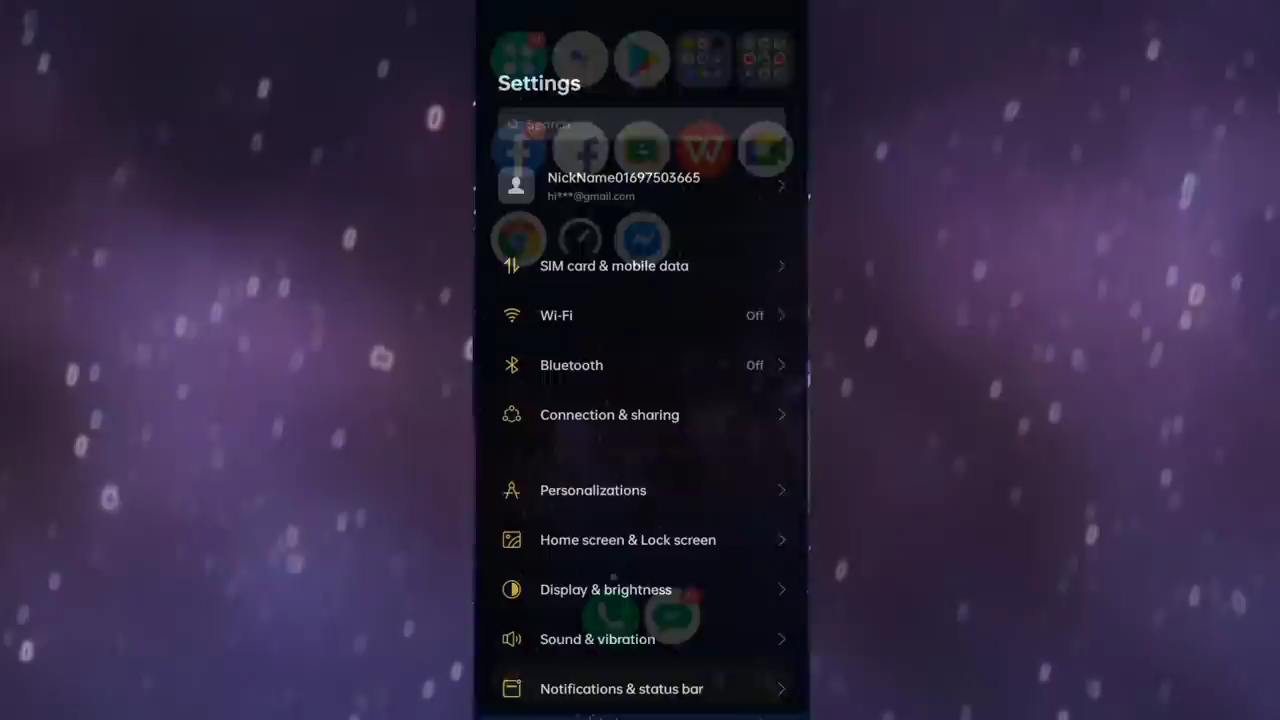 Settings
Search
NickName01697503665
hi***@gmail.com
SIM card & mobile data
Wi-Fi Off
Bluetooth Off
Connection & sharing
Personalizations
Home screen & Lock screen
Display & brightness
Sound & vibration
Notifications & status bar